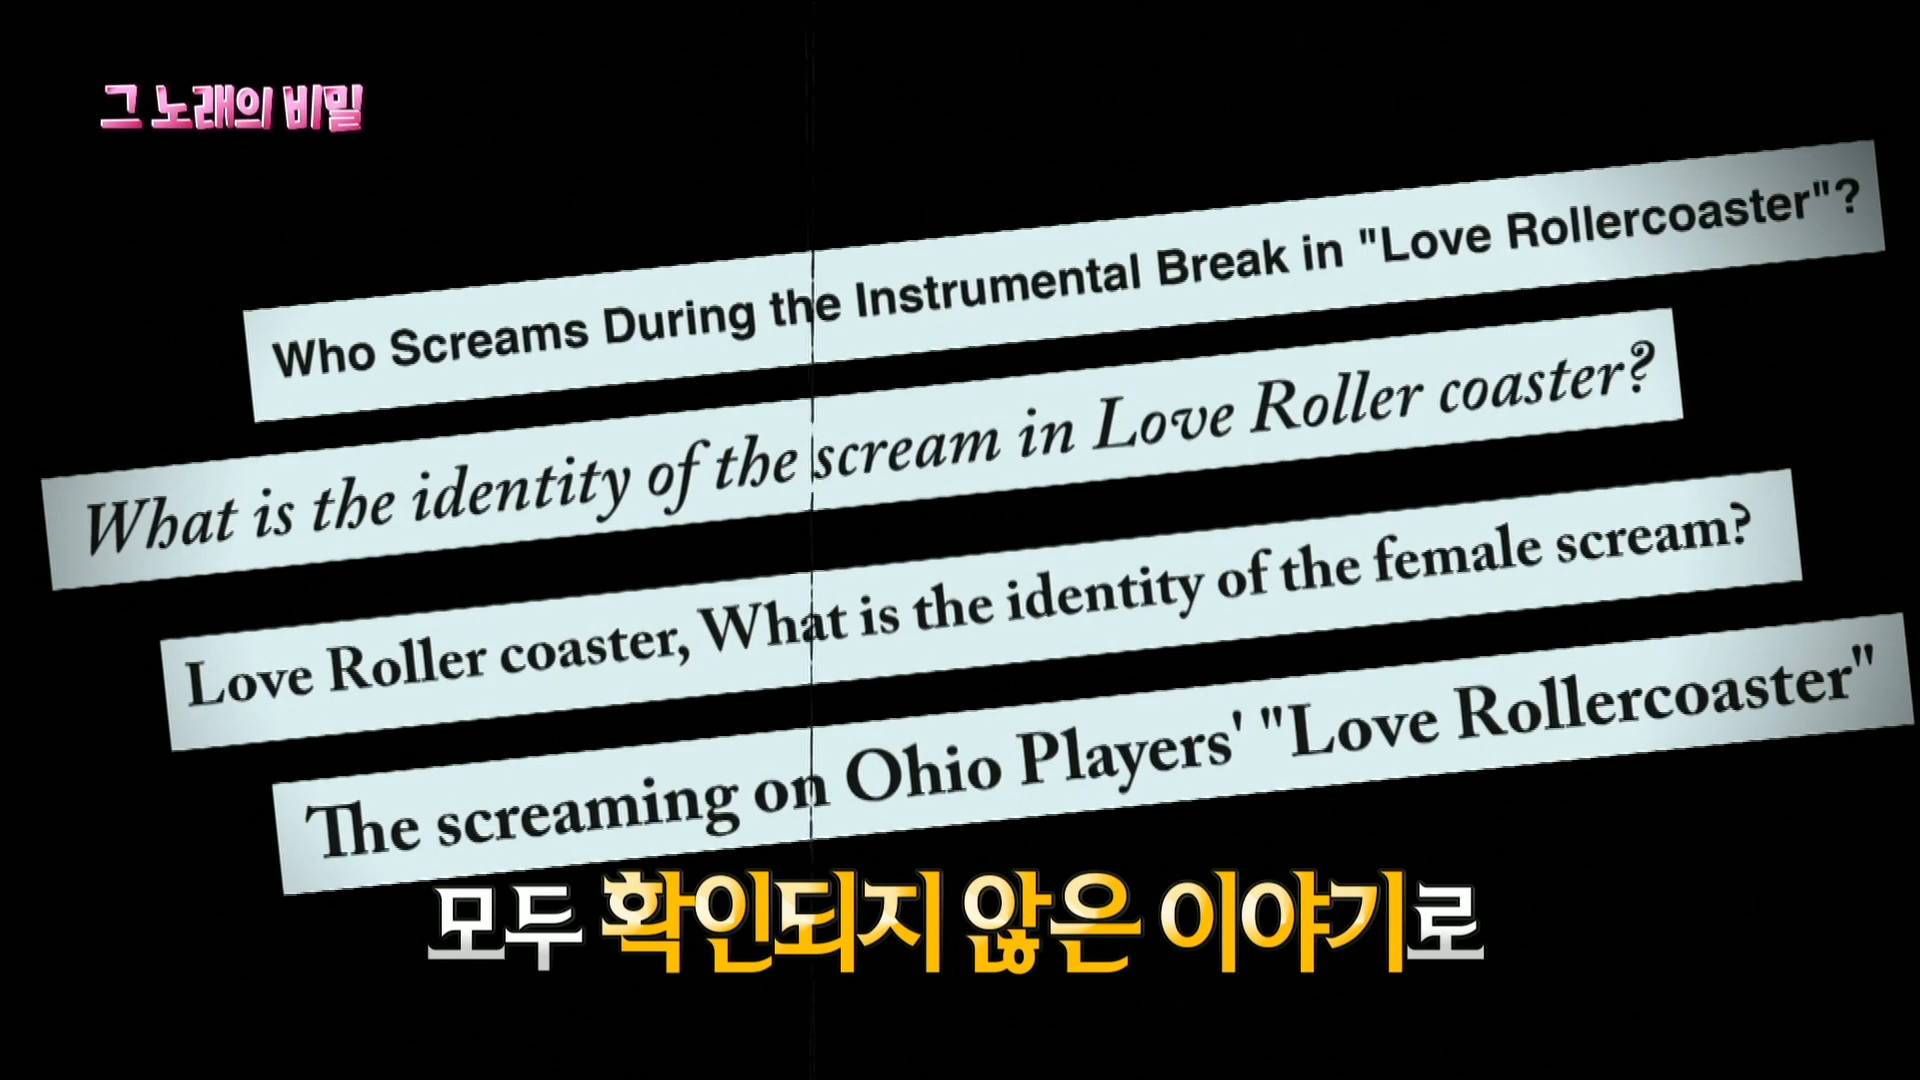 그 노래의 비밀
Who Screams During the Instrumental Break in "Love Rollercoaster"?
What is the identity of the scream in Love Roller coaster?
Love Roller coaster, What is the identity of the female scream?
The screaming on Ohio Players' "Love Rollercoaster"
모두 확인되지 않은 이야기로